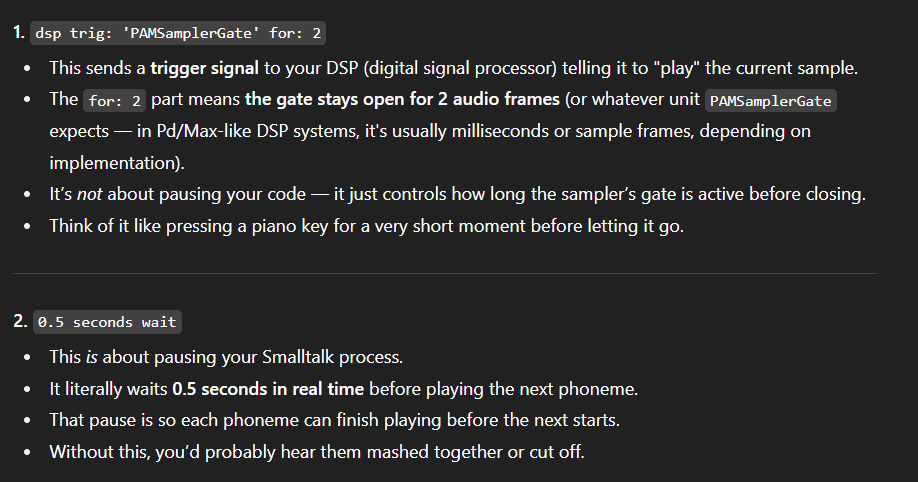 1. dsp trig: 'PAMSamplerGate' for: 2
• This sends a trigger signal to your DSP (digital signal processor) telling it to "play" the current sample.
• The for: 2 part means the gate stays open for 2 audio frames (or whatever unit PAMSamplerGate
expects — in Pd/Max-like DSP systems, it's usually milliseconds or sample frames, depending on
implementation).
• It’s not about pausing your code — it just controls how long the sampler’s gate is active before closing.
• Think of it like pressing a piano key for a very short moment before letting it go.
2. 0.5 seconds wait
• This is about pausing your Smalltalk process.
• It literally waits 0.5 seconds in real time before playing the next phoneme.
• That pause is so each phoneme can finish playing before the next starts.
• Without this, you’d probably hear them mashed together or cut off.